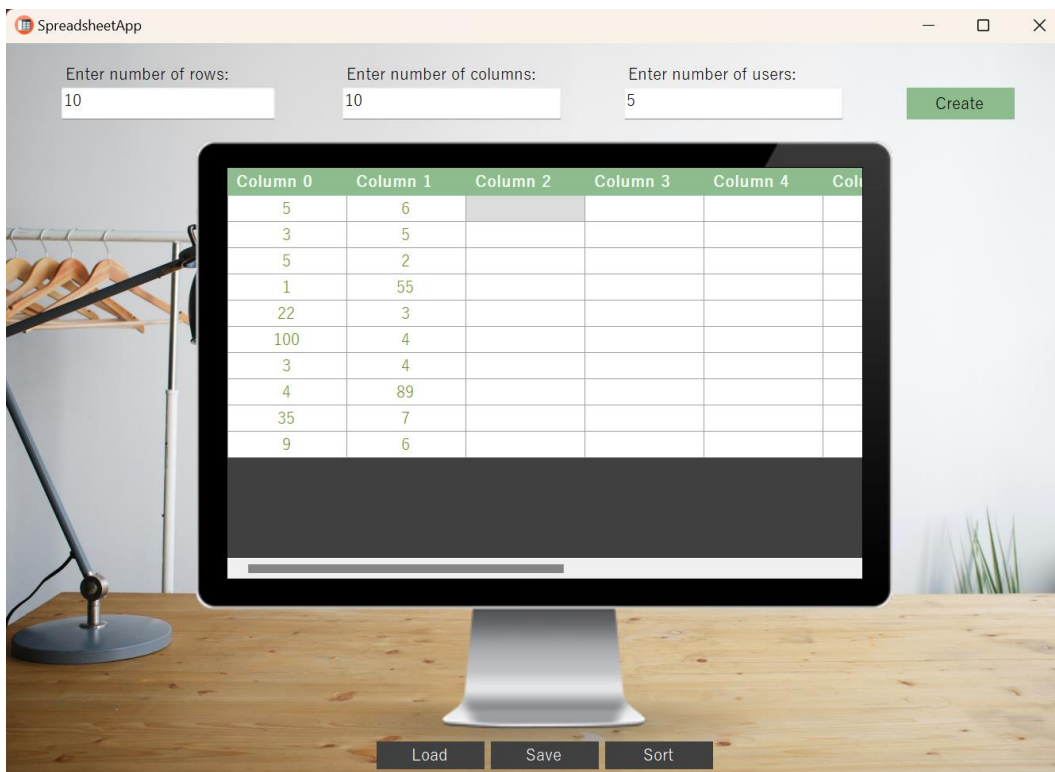 SpreadsheetApp
Enter number of rows: Enter number of columns: Enter number of users:
10 10 5 Create
Column 0 Column 1 Column 2 Column 3 Column 4
5 6
3 5
5 2
1 55
22 3
100 4
3 4
4 89
35 7
9 6
Load Save Sort